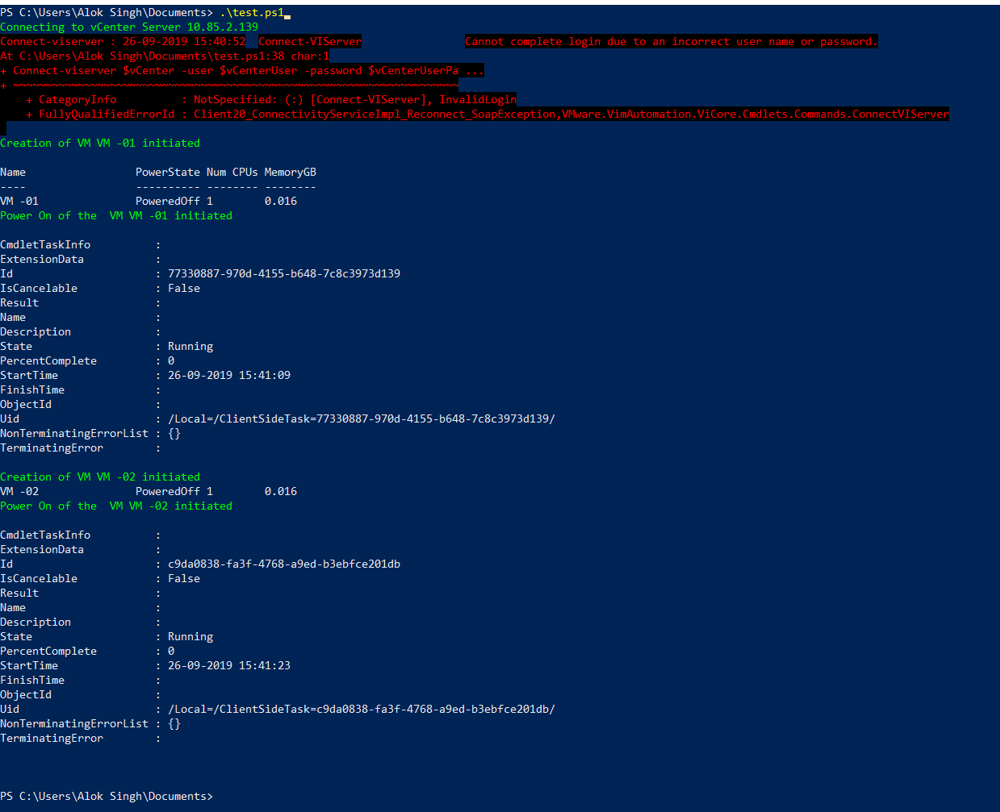 PS C:\Users\Alok Singh\Documents> .\test.ps1
Connecting to vCenter Server 10.85.2.139
Connect-viserver : 26-09-2019 15:40:52  Connect-VIServer                Cannot complete login due to an incorrect user name or password.
At C:\Users\Alok Singh\Documents\test.ps1:38 char:1
+ Connect-viserver $vCenter -user $vCenterUser -password $vCenterUserPa ...
+ ~~~~~~~~~~~~~~~~~~~~~~~~~~~~~~~~~~~~~~~~~~~~~~~~~~~~~~~~~~~~~~~~~~~~~
    + CategoryInfo          : NotSpecified: (:) [Connect-VIServer], InvalidLogin
    + FullyQualifiedErrorId : Client20_ConnectivityServiceImpl_Reconnect_SoapException,VMware.VimAutomation.ViCore.Cmdlets.Commands.ConnectVIServer
Creation of VM VM -01 initiated
Name                 PowerState Num CPUs MemoryGB
----                 ---------- -------- --------
VM -01               PoweredOff 1        0.016
Power On of the  VM VM -01 initiated
CmdletTaskInfo          :
ExtensionData           :
Id                      : 77330887-970d-4155-b648-7c8c3973d139
IsCancelable            : False
Result                  :
Name                    :
Description             :
State                   : Running
PercentComplete         : 0
StartTime               : 26-09-2019 15:41:09
FinishTime              :
ObjectId                :
Uid                     : /Local=/ClientSideTask=77330887-970d-4155-b648-7c8c3973d139/
NonTerminatingErrorList : {}
TerminatingError        :
Creation of VM VM -02 initiated
VM -02               PoweredOff 1        0.016
Power On of the  VM VM -02 initiated
CmdletTaskInfo          :
ExtensionData           :
Id                      : c9da0838-fa3f-4768-a9ed-b3ebfce201db
IsCancelable            : False
Result                  :
Name                    :
Description             :
State                   : Running
PercentComplete         : 0
StartTime               : 26-09-2019 15:41:23
FinishTime              :
ObjectId                :
Uid                     : /Local=/ClientSideTask=c9da0838-fa3f-4768-a9ed-b3ebfce201db/
NonTerminatingErrorList : {}
TerminatingError        :
PS C:\Users\Alok Singh\Documents>